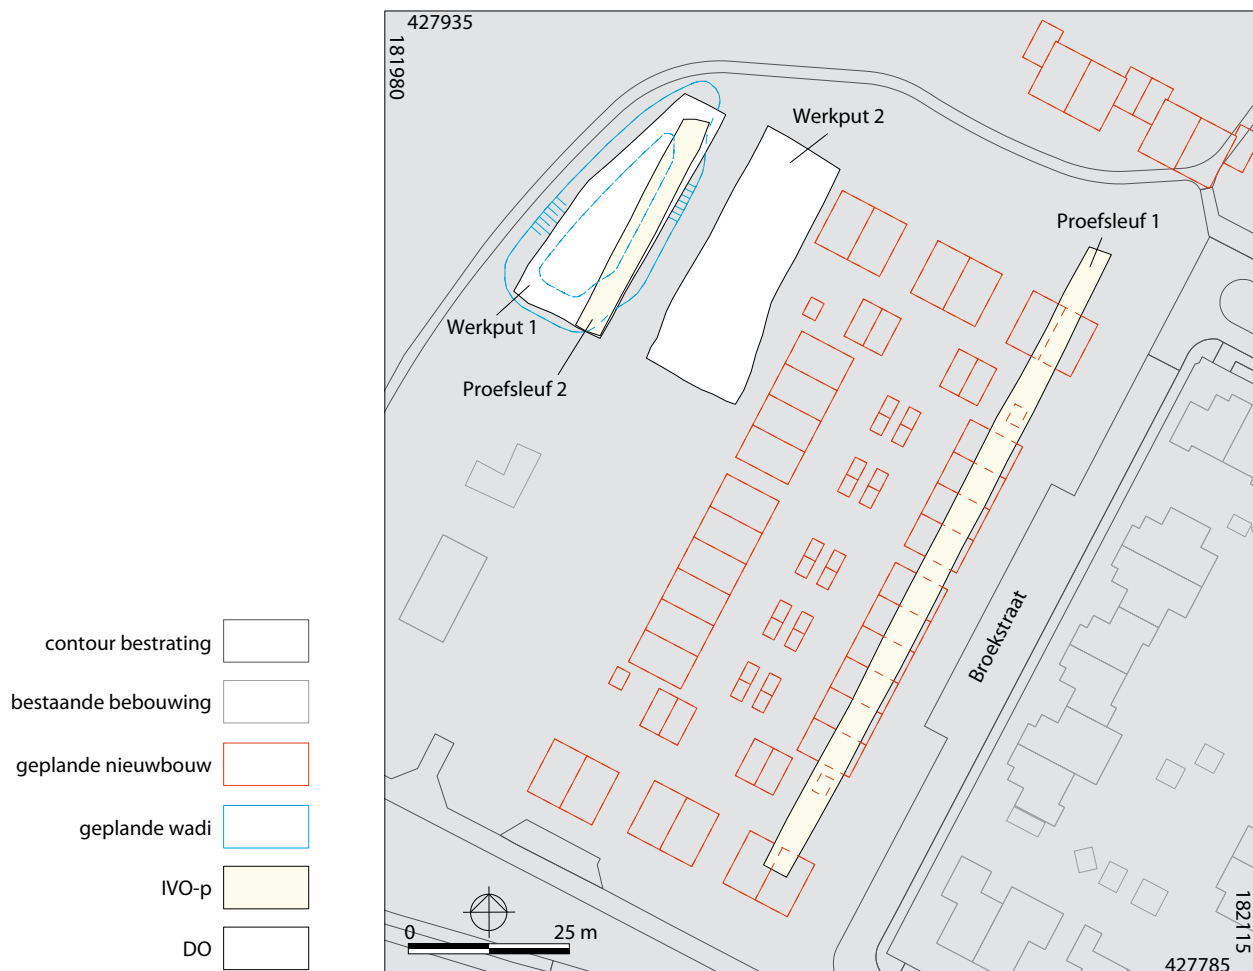 427935
181980
Werkput 2
Proefsleuf 1
Werkput 1
Proefsleuf 2
Broekstraat
contour bestrating
bestaande bebouwing
geplande nieuwbouw
geplande wadi
IVO-p
DO
0 25 m
182115
427785